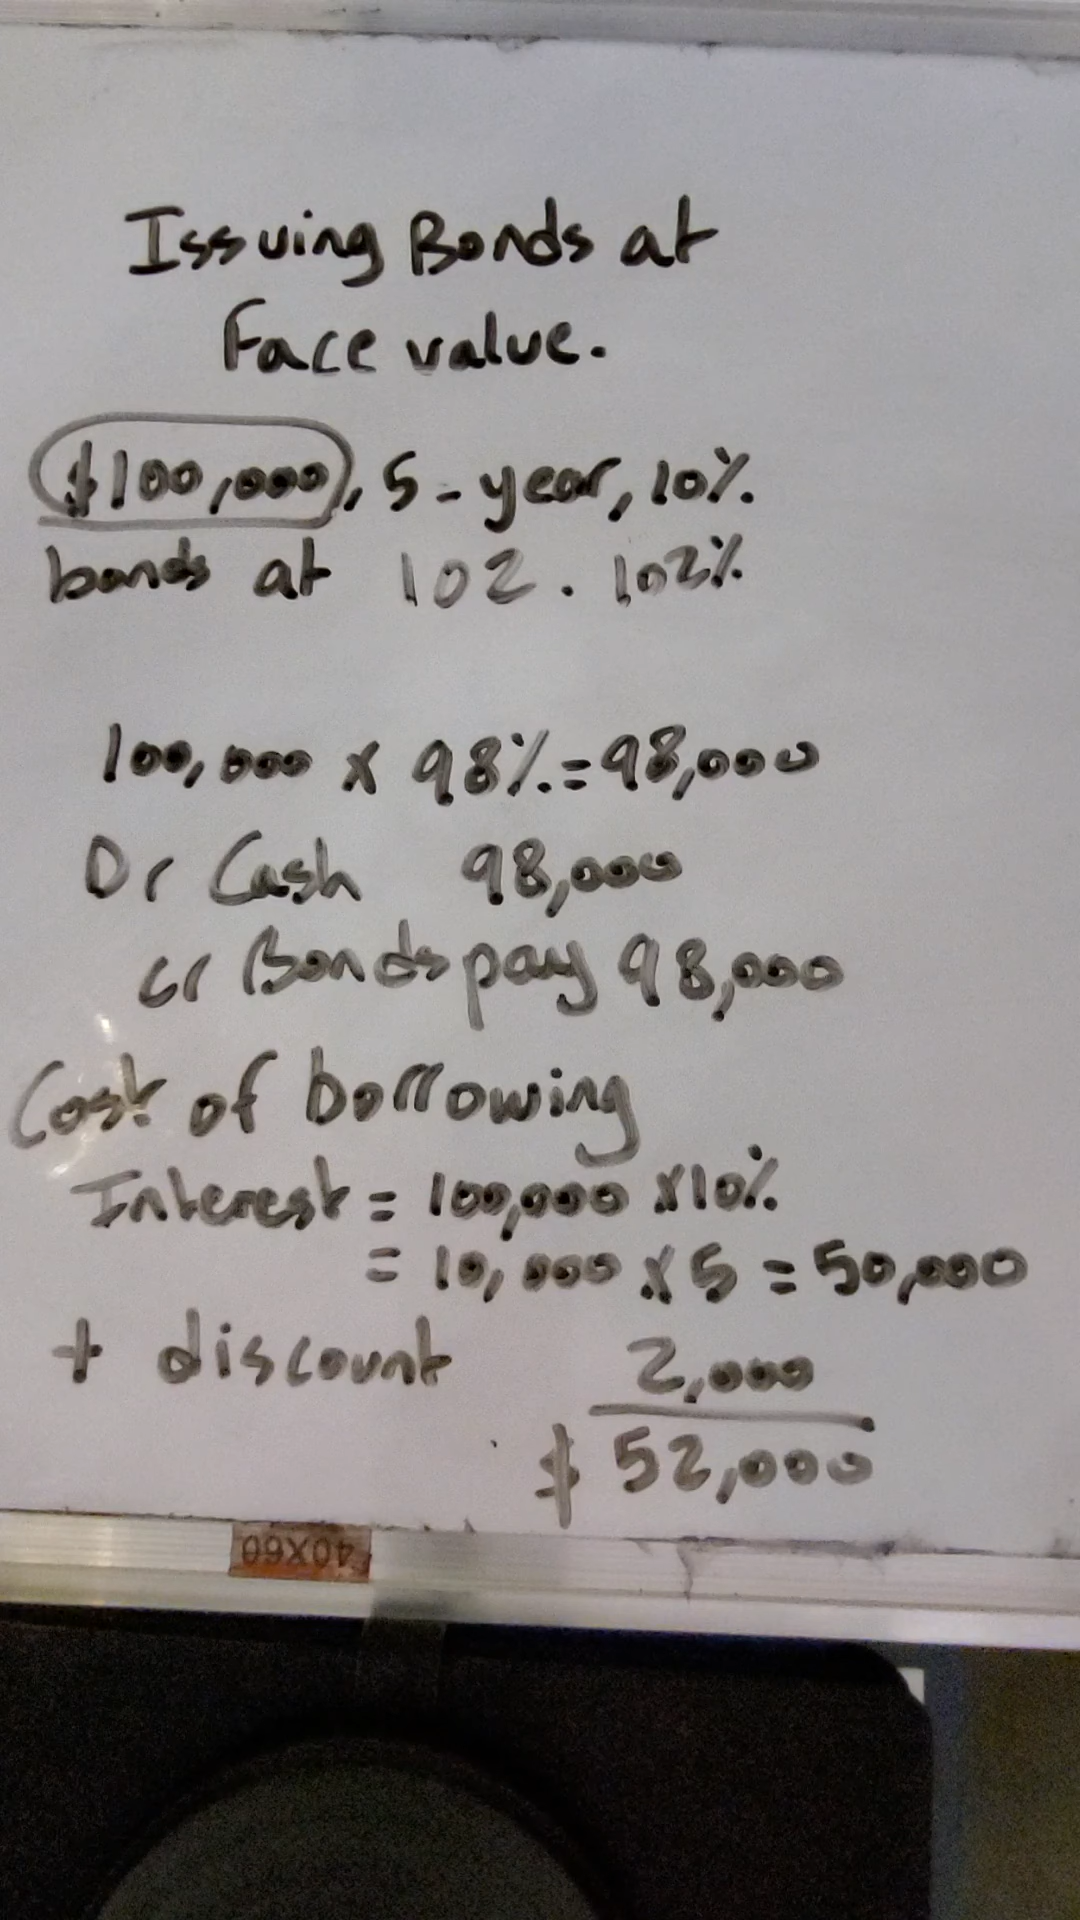 Issuing Bonds at
Face value.
$100,000, 5-year, 10%
bonds at 102. 102%
100,000 x 98% = 98,000
Dr Cash 98,000
cr Bonds pay 98,000
Cost of borrowing
Interest = 100,000 x 10%
= 10,000 x 5 = 50,000
+ discount 2,000
$ 52,000
40X60